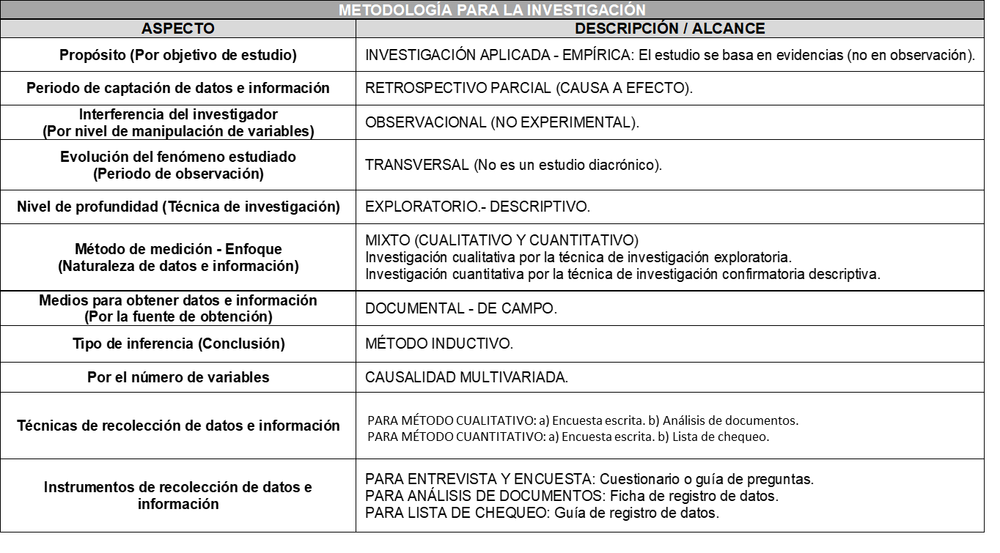 METODOLOGÍA PARA LA INVESTIGACIÓN
ASPECTO
DESCRIPCIÓN / ALCANCE
Propósito (Por objetivo de estudio)
INVESTIGACIÓN APLICADA - EMPÍRICA: El estudio se basa en evidencias (no en observación).
Periodo de captación de datos e información
RETROSPECTIVO PARCIAL (CAUSA A EFECTO).
Interferencia del investigador
(Por nivel de manipulación de variables)
OBSERVACIONAL (NO EXPERIMENTAL).
Evolución del fenómeno estudiado
(Periodo de observación)
TRANSVERSAL (No es un estudio diacrónico).
Nivel de profundidad (Técnica de investigación)
EXPLORATORIO.- DESCRIPTIVO.
Método de medición - Enfoque
(Naturaleza de datos e información)
MIXTO (CUALITATIVO Y CUANTITATIVO)
Investigación cualitativa por la técnica de investigación exploratoria.
Investigación cuantitativa por la técnica de investigación confirmatoria descriptiva.
Medios para obtener datos e información
(Por la fuente de obtención)
DOCUMENTAL - DE CAMPO.
Tipo de inferencia (Conclusión)
MÉTODO INDUCTIVO.
Por el número de variables
CAUSALIDAD MULTIVARIADA.
Técnicas de recolección de datos e información
PARA MÉTODO CUALITATIVO: a) Encuesta escrita. b) Análisis de documentos.
PARA MÉTODO CUANTITATIVO: a) Encuesta escrita. b) Lista de chequeo.
Instrumentos de recolección de datos e
información
PARA ENTREVISTA Y ENCUESTA: Cuestionario o guía de preguntas.
PARA ANÁLISIS DE DOCUMENTOS: Ficha de registro de datos.
PARA LISTA DE CHEQUEO: Guía de registro de datos.